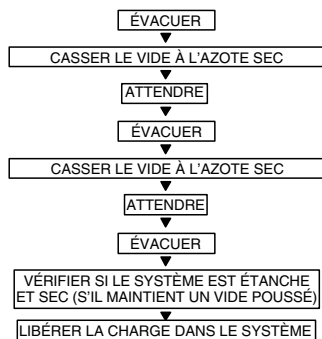 ÉVACUER
CASSER LE VIDE À L'AZOTE SEC
ATTENDRE
ÉVACUER
CASSER LE VIDE À L'AZOTE SEC
ATTENDRE
ÉVACUER
VÉRIFIER SI LE SYSTÈME EST ÉTANCHE
ET SEC (S'IL MAINTIENT UN VIDE POUSSÉ)
LIBÉRER LA CHARGE DANS LE SYSTÈME